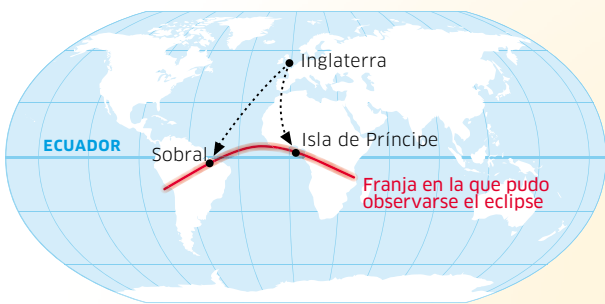 Inglaterra
ECUADOR
Sobral
Isla de Príncipe
Franja en la que pudo
observarse el eclipse